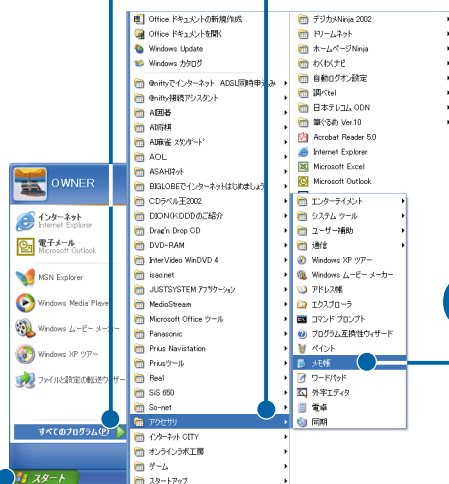 OWNER
インターネット
Internet Explorer
電子メール
Microsoft Outlook
MSN Explorer
Windows Media Player
Windows ムービー メーカー
Windows XP ツアー
ファイルと設定の転送ウィザード
すべてのプログラム(P)
スタート
Office ドキュメントの新規作成
Office ドキュメントを開く
Windows Update
Windows カタログ
@niftyでインターネット ADSL同時申込み
@nifty接続アシスタント
AI囲碁
AI将棋
AI麻雀 スタンダード
AOL
ASAHIネット
BIGLOBEでインターネットはじめましょう
CDラベル王2002
DION(KDDI)のご紹介
Drag'n Drop CD
DVD-RAM
InterVideo WinDVD 4
isao.net
JUSTSYSTEM アプリケーション
MedioStream
Microsoft Office ツール
Panasonic
Prius Navistation
Priusツール
Real
SiS 650
So-net
アクセサリ
インターネット CITY
オンラインラボ工房
ゲーム
スタートアップ
デジカメNinja 2002
ドリームネット
ホームページNinja
わくわくナビ
自動ログオン設定
調べtel
日本テレコム ODN
筆ぐるめ Ver.10
Acrobat Reader 5.0
Internet Explorer
Microsoft Excel
Microsoft Outlook
エンターテイメント
システム ツール
ユーザー補助
通信
Windows XP ツアー
Windows ムービー メーカー
アドレス帳
エクスプローラ
コマンド プロンプト
プログラム互換性ウィザード
ペイント
メモ帳
ワードパッド
外字エディタ
電卓
同期